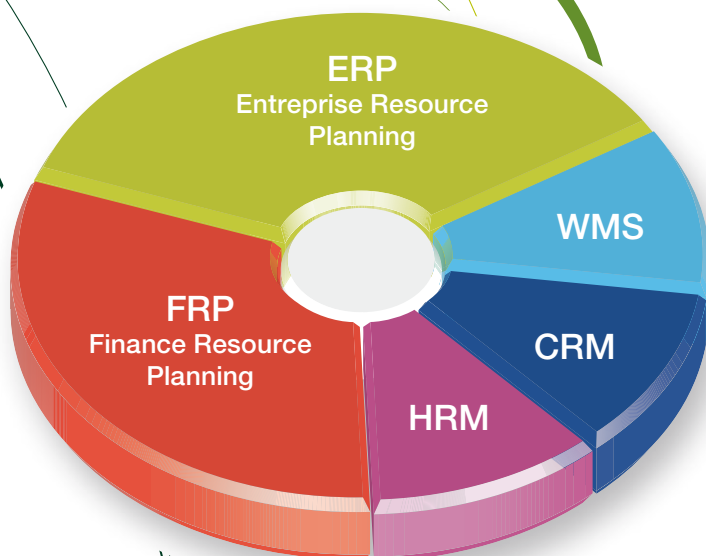 ERP
Entreprise Resource
Planning
WMS
CRM
HRM
FRP
Finance Resource
Planning